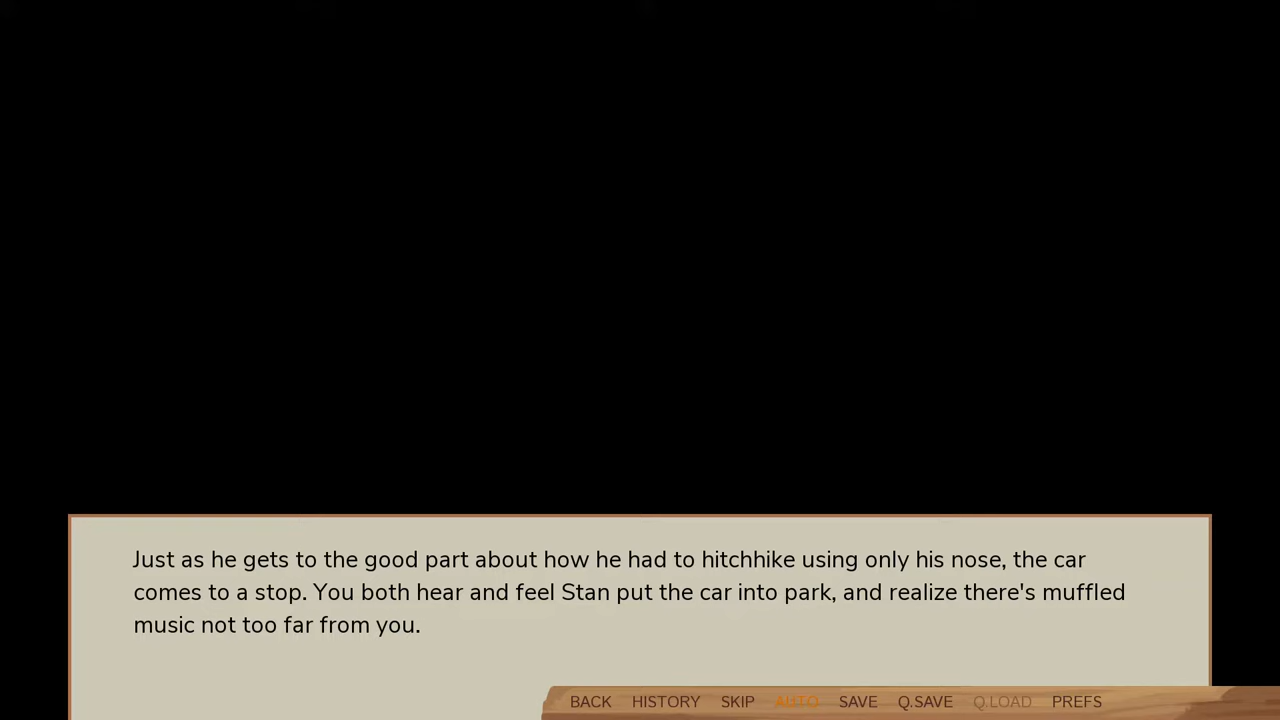 Just as he gets to the good part about how he had to hitchhike using only his nose, the car
comes to a stop. You both hear and feel Stan put the car into park, and realize there's muffled
music not too far from you.
BACK HISTORY SKIP AUTO SAVE Q.SAVE Q.LOAD PREFS